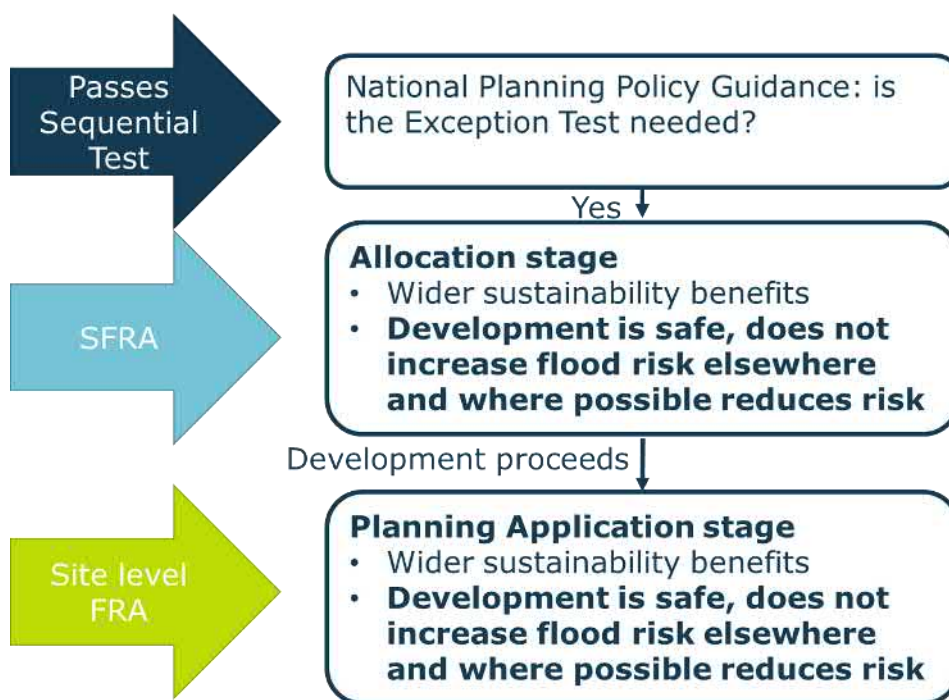 Passes
Sequential
Test
National Planning Policy Guidance: is
the Exception Test needed?
Yes
SFRA
Allocation stage
• Wider sustainability benefits
• Development is safe, does not
increase flood risk elsewhere
and where possible reduces risk
Development proceeds
Site level
FRA
Planning Application stage
• Wider sustainability benefits
• Development is safe, does not
increase flood risk elsewhere
and where possible reduces risk